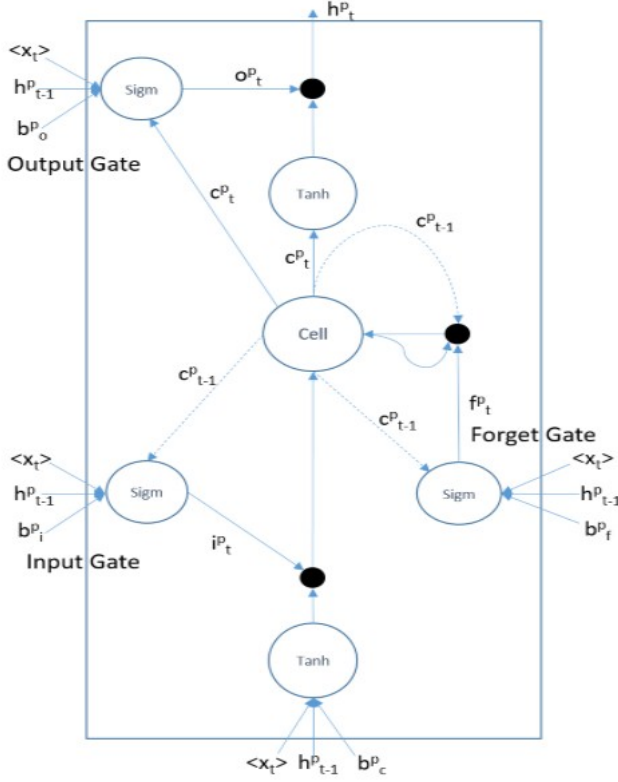 hᵖₜ
<xₜ>
Sigm
oᵖₜ
hᵖₜ₋₁
bᵖₒ
Output Gate
Tanh
cᵖₜ
cᵖₜ₋₁
cᵖₜ
Cell
cᵖₜ₋₁
cᵖₜ₋₁
fᵖₜ
Forget Gate
<xₜ>
Sigm
hᵖₜ₋₁
bᵖᵢ
Input Gate
Sigm
<xₜ>
hᵖₜ₋₁
bᵖ_f
iᵖₜ
Tanh
<xₜ> hᵖₜ₋₁ bᵖ_c